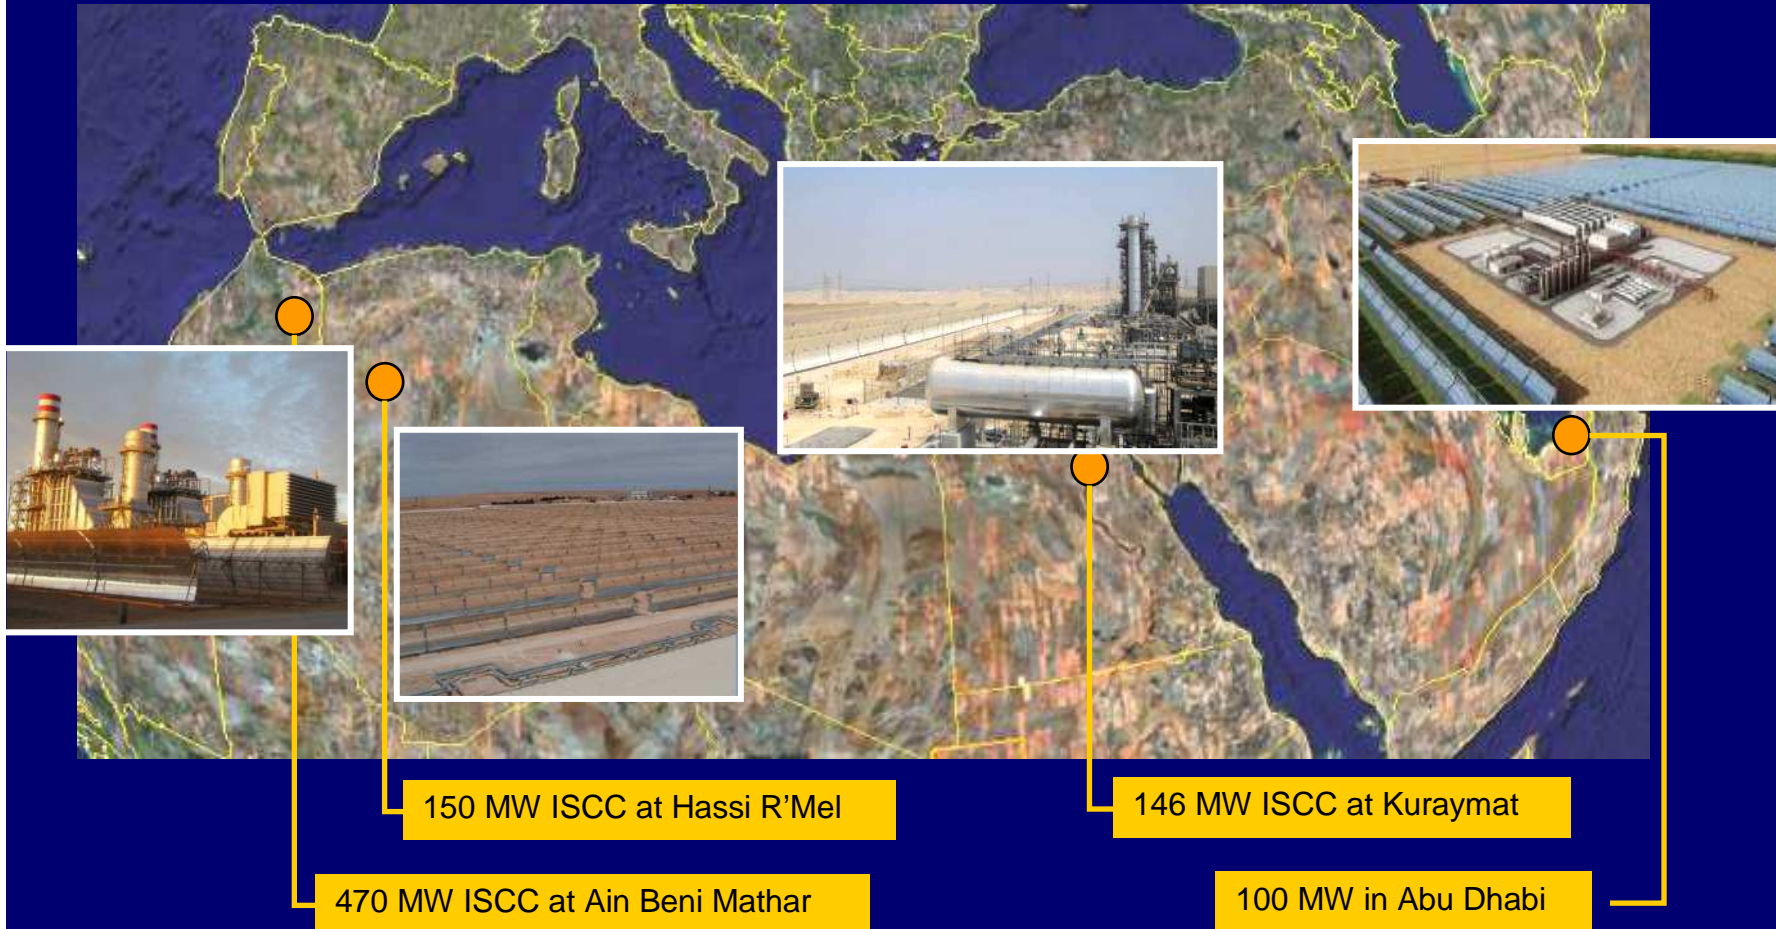 150 MW ISCC at Hassi R’Mel
146 MW ISCC at Kuraymat
470 MW ISCC at Ain Beni Mathar
100 MW in Abu Dhabi